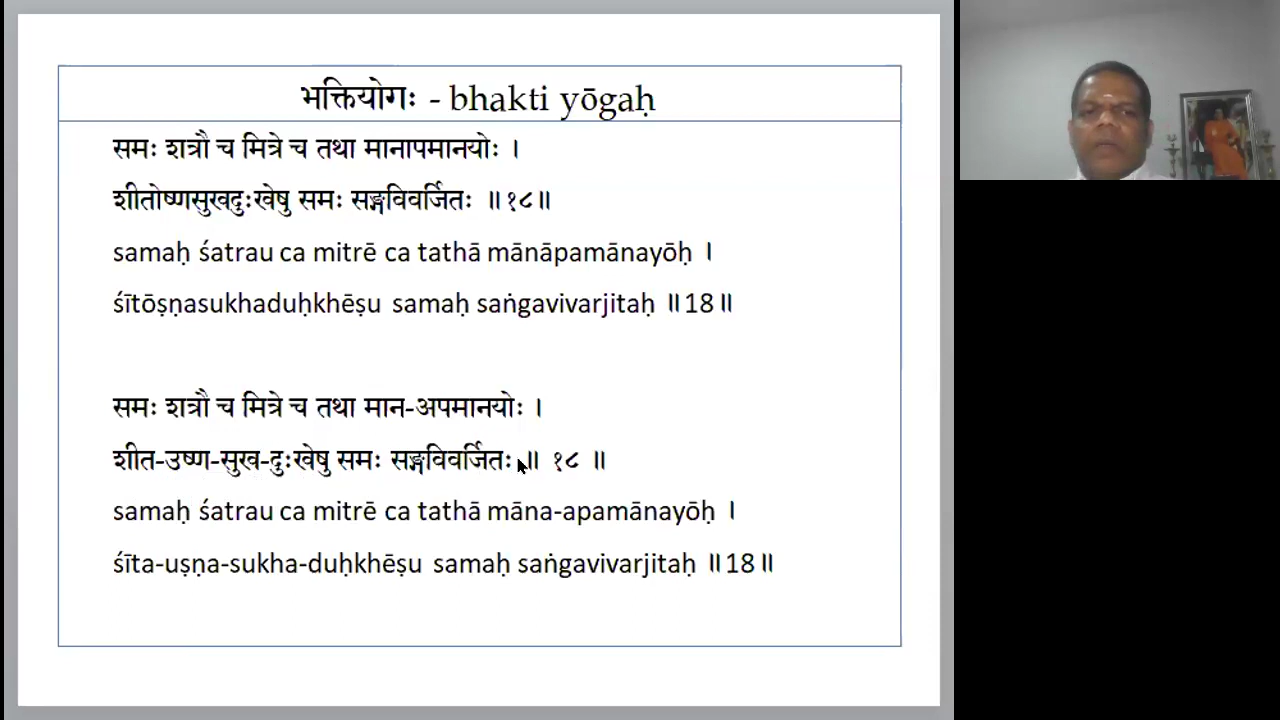 भक्तियोगः - bhakti yōgaḥ
समः शत्रौ च मित्रे च तथा मानापमानयोः ।
शीतोष्णसुखदुःखेषु समः सङ्गविवर्जितः ॥१८॥
samaḥ śatrau ca mitrē ca tathā mānāpamānayōḥ ।
śītōṣṇasukhaduḥkhēṣu samaḥ saṅgavivarjitaḥ ॥18॥
समः शत्रौ च मित्रे च तथा मान-अपमानयोः ।
शीत-उष्ण-सुख-दुःखेषु समः सङ्गविवर्जितः ॥ १८ ॥
samaḥ śatrau ca mitrē ca tathā māna-apamānayōḥ ।
śīta-uṣṇa-sukha-duḥkhēṣu samaḥ saṅgavivarjitaḥ ॥18॥